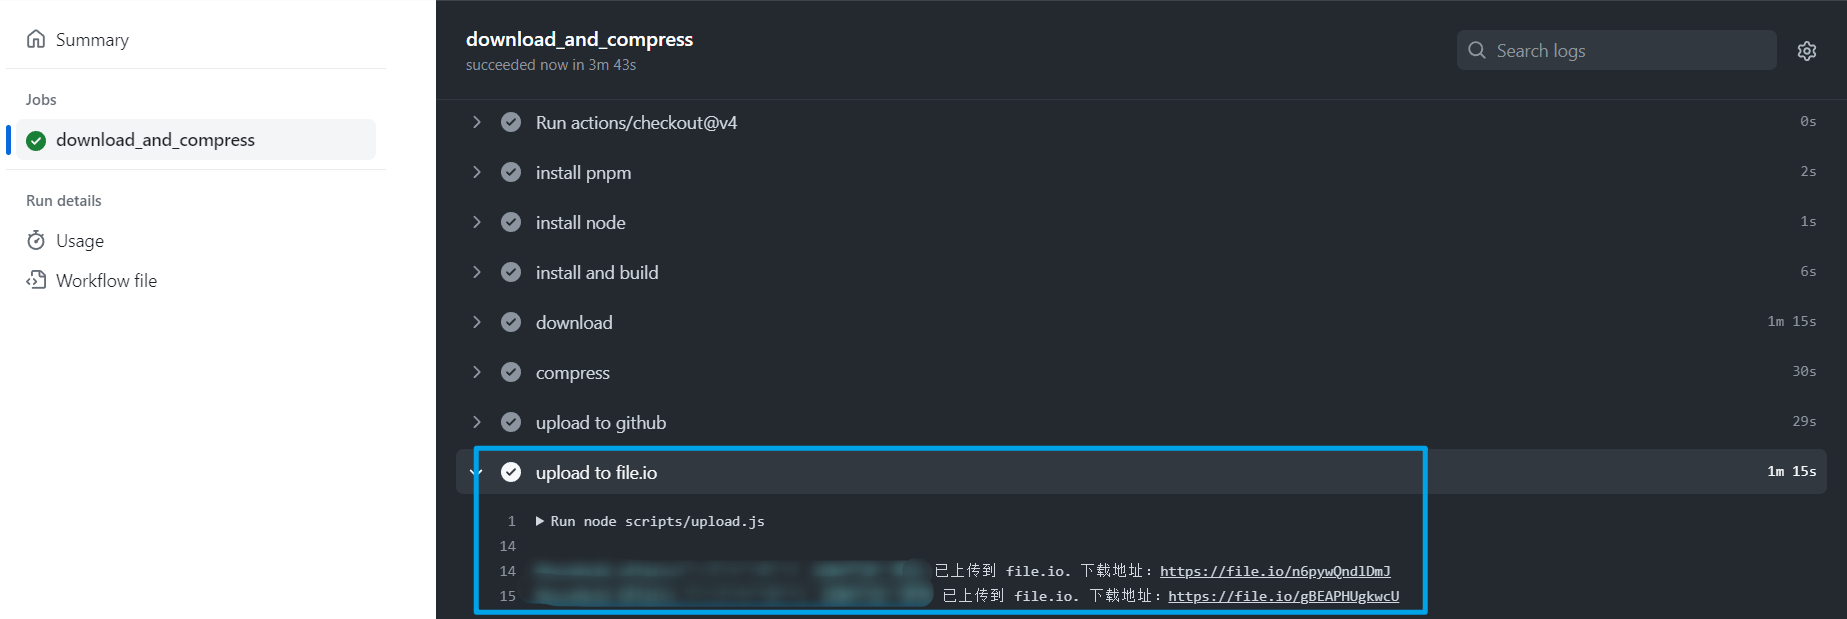 Summary
Jobs
download_and_compress
Run details
Usage
Workflow file
download_and_compress
succeeded now in 3m 43s
Search logs
Run actions/checkout@v4 0s
install pnpm 2s
install node 1s
install and build 6s
download 1m 15s
compress 30s
upload to github 29s
upload to file.io 1m 15s
1 Run node scripts/upload.js
14
14 已上传到 file.io. 下载地址: https://file.io/n6pywQndlDmJ
15 已上传到 file.io. 下载地址: https://file.io/gBEAPHUgkwcU